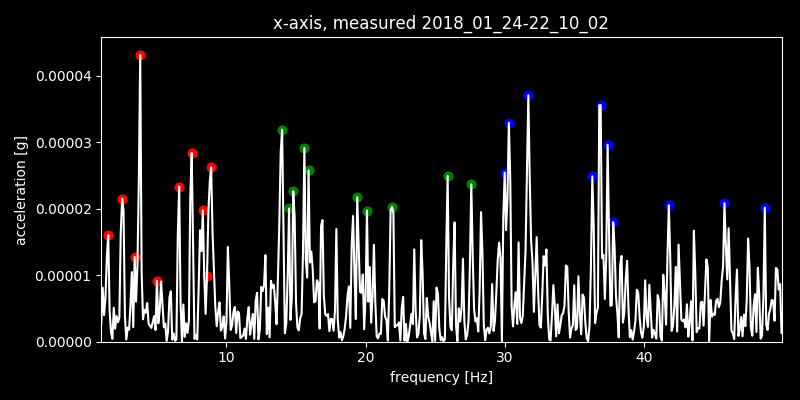 x-axis, measured 2018_01_24-22_10_02
acceleration [g]
0.00004
0.00003
0.00002
0.00001
0.00000
10 20 30 40
frequency [Hz]